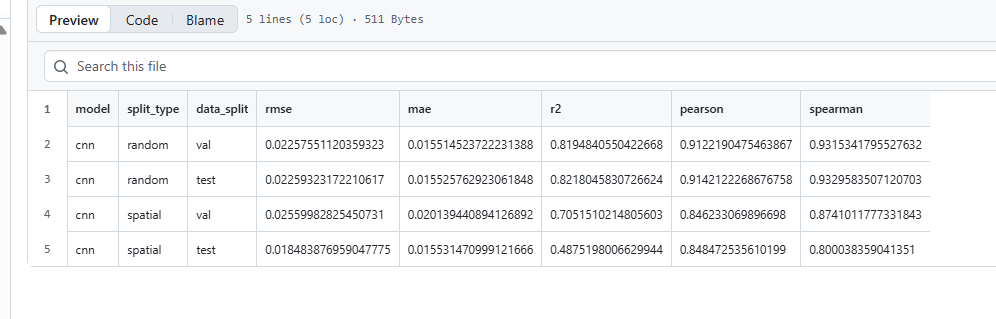 Preview Code Blame 5 lines (5 loc) · 511 Bytes
Search this file
1 model split_type data_split rmse mae r2 pearson spearman
2 cnn random val 0.02257551120359323 0.015514523722231388 0.8194840550422668 0.9122190475463867 0.9315341795527632
3 cnn random test 0.02259323172210617 0.015525762923061848 0.8218045830726624 0.9142122268676758 0.9329583507120703
4 cnn spatial val 0.02559982825450731 0.020139440894126892 0.7051510214805603 0.846233069896698 0.8741011777331843
5 cnn spatial test 0.018483876959047775 0.015531470999121666 0.4875198006629944 0.848472535610199 0.800038359041351